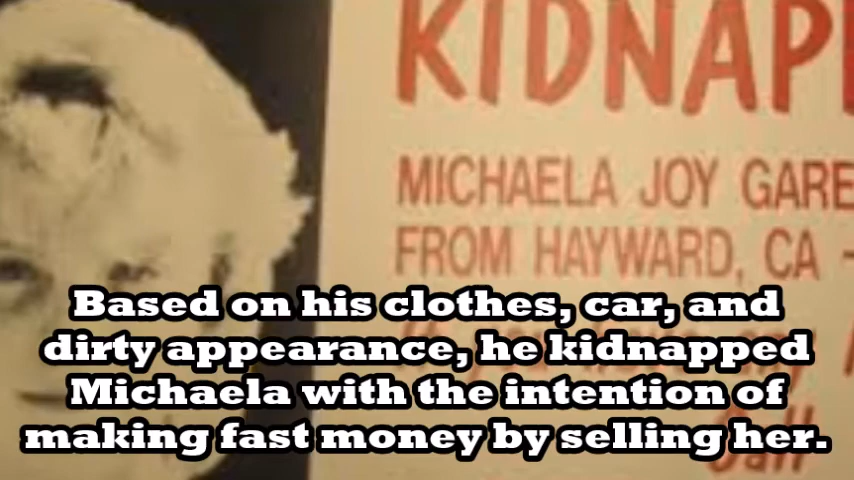 KIDNAP
MICHAELA JOY GARE
FROM HAYWARD, CA -
Based on his clothes, car, and
dirty appearance, he kidnapped
Michaela with the intention of
making fast money by selling her.
Call